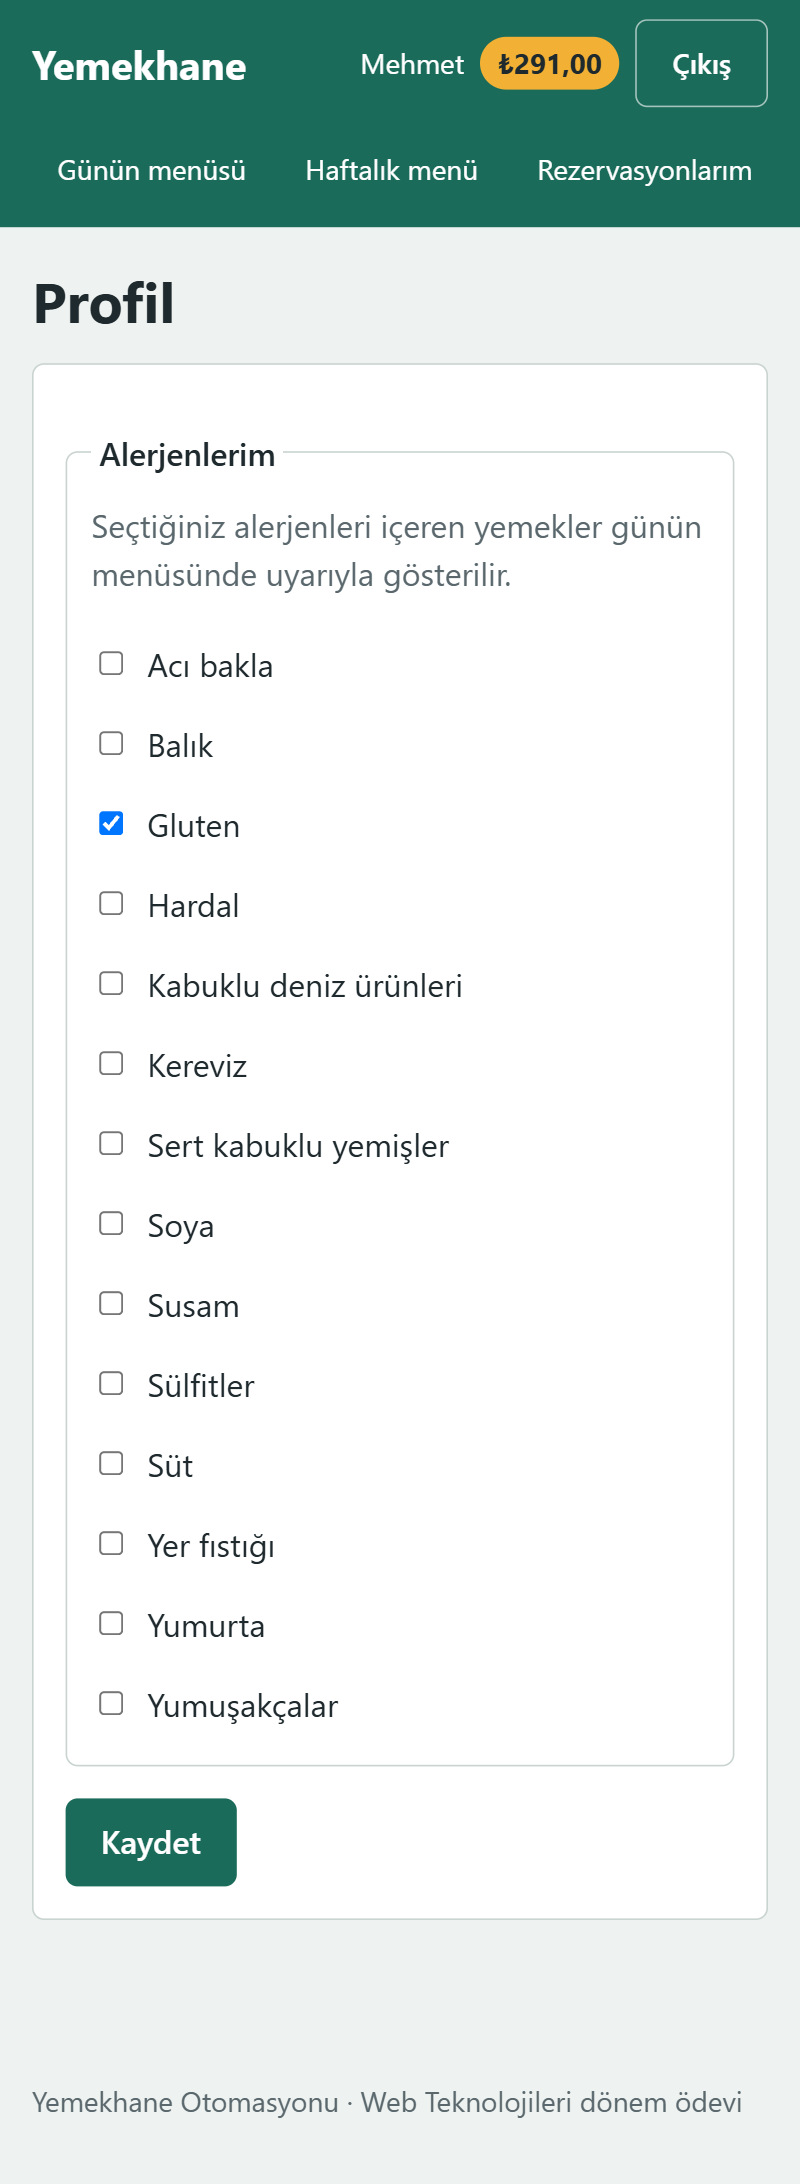 Yemekhane
Mehmet ₺291,00 Çıkış
Günün menüsü Haftalık menü Rezervasyonlarım
Profil
Alerjenlerim
Seçtiğiniz alerjenleri içeren yemekler günün
menüsünde uyarıyla gösterilir.
Acı bakla
Balık
Gluten
Hardal
Kabuklu deniz ürünleri
Kereviz
Sert kabuklu yemişler
Soya
Susam
Sülfitler
Süt
Yer fıstığı
Yumurta
Yumuşakçalar
Kaydet
Yemekhane Otomasyonu · Web Teknolojileri dönem ödevi